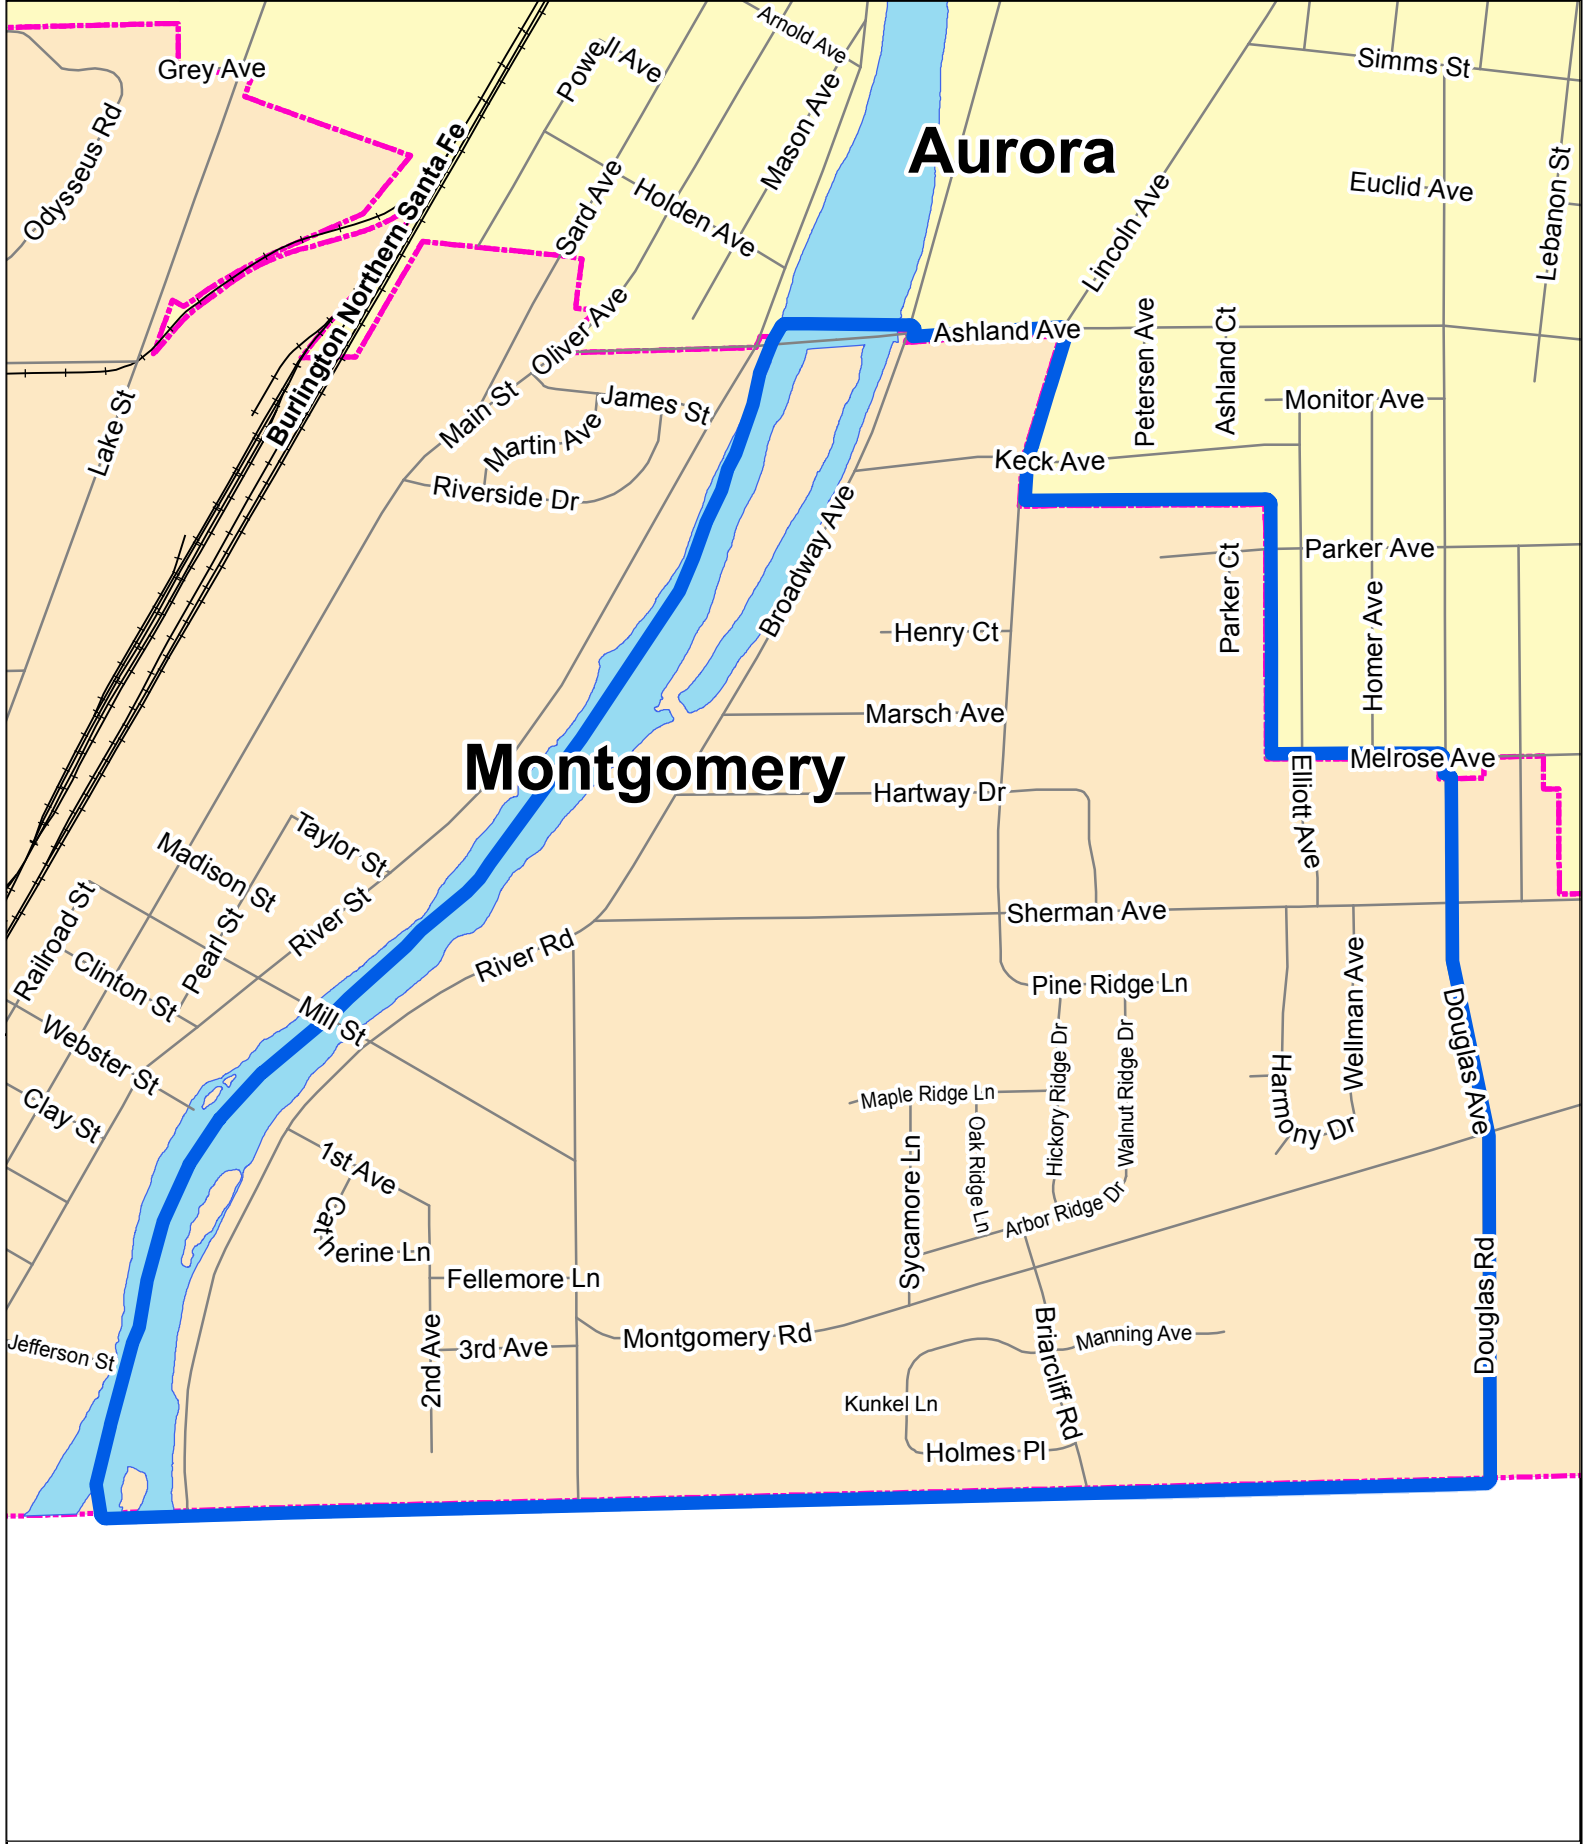 Arnold Ave
Powell Ave
Grey Ave
Simms St
Mason Ave
Odysseus Rd
Aurora
Burlington Northern Santa Fe
Sard Ave
Holden Ave
Euclid Ave
Lebanon St
Lincoln Ave
Oliver Ave
Ashland Ave
Petersen Ave
Ashland Ct
Main St
James St
Monitor Ave
Lake St
Martin Ave
Keck Ave
Riverside Dr
Broadway Ave
Parker Ave
Parker Ct
Henry Ct
Homer Ave
Marsch Ave
Montgomery
Melrose Ave
Hartway Dr
Elliott Ave
Taylor St
Madison St
Sherman Ave
River St
Pearl St
Railroad St
River Rd
Clinton St
Pine Ridge Ln
Wellman Ave
Douglas Ave
Mill St
Webster St
Hickory Ridge Dr
Walnut Ridge Dr
Harmony Dr
Maple Ridge Ln
Clay St
Oak Ridge Ln
Sycamore Ln
1st Ave
Arbor Ridge Dr
Catherine Ln
Fellemore Ln
Douglas Rd
Montgomery Rd
Manning Ave
Jefferson St
3rd Ave
2nd Ave
Briarcliff Rd
Kunkel Ln
Holmes Pl